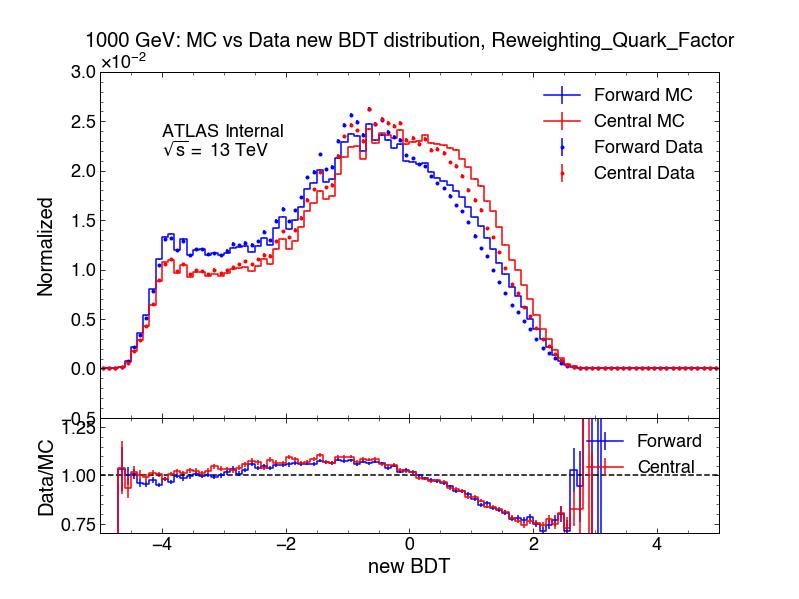 1000 GeV: MC vs Data new BDT distribution, Reweighting_Quark_Factor
×10⁻²
3.0
2.5
2.0
1.5
1.0
0.5
0.0
-0.5
Normalized
ATLAS Internal
√s = 13 TeV
Forward MC
Central MC
Forward Data
Central Data
1.25
1.00
0.75
Data/MC
Forward
Central
−4 −2 0 2 4
new BDT